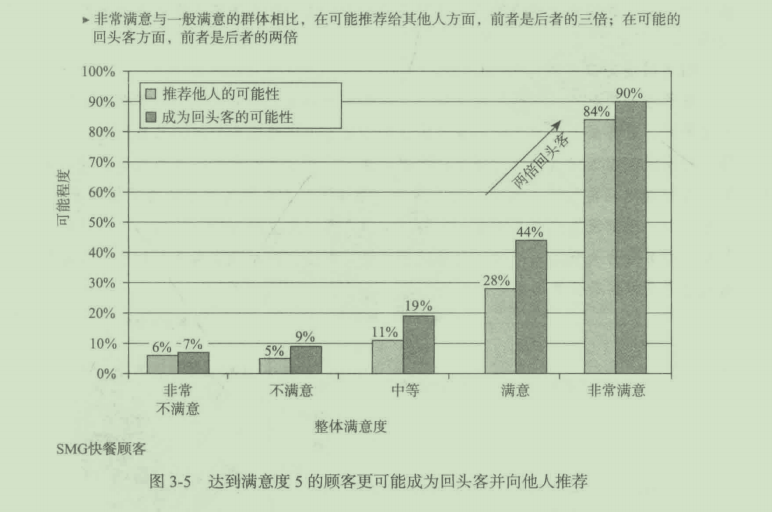 ▸ 非常满意与一般满意的群体相比，在可能推荐给其他人方面，前者是后者的三倍；在可能的
回头客方面，前者是后者的两倍
100%
90%
80%
70%
60%
50%
40%
30%
20%
10%
0%
可能程度
推荐他人的可能性
成为回头客的可能性
两倍回头客
6%
7%
5%
9%
11%
19%
28%
44%
84%
90%
非常
不满意
不满意
中等
满意
非常满意
整体满意度
SMG快餐顾客
图 3-5 达到满意度 5 的顾客更可能成为回头客并向他人推荐